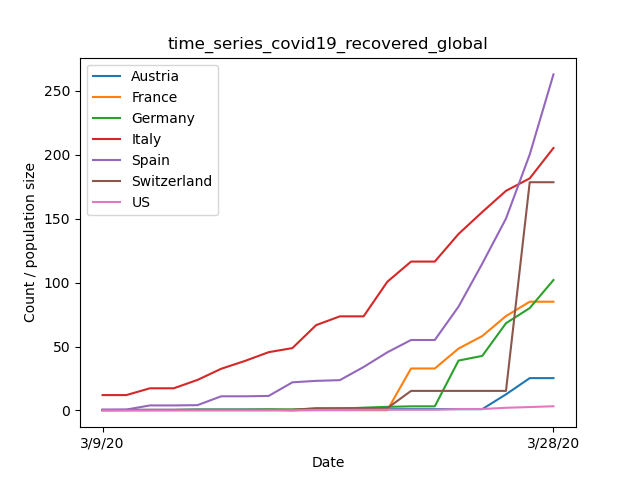 time_series_covid19_recovered_global
Austria
France
Germany
Italy
Spain
Switzerland
US
Count / population size
250
200
150
100
50
0
3/9/20
3/28/20
Date